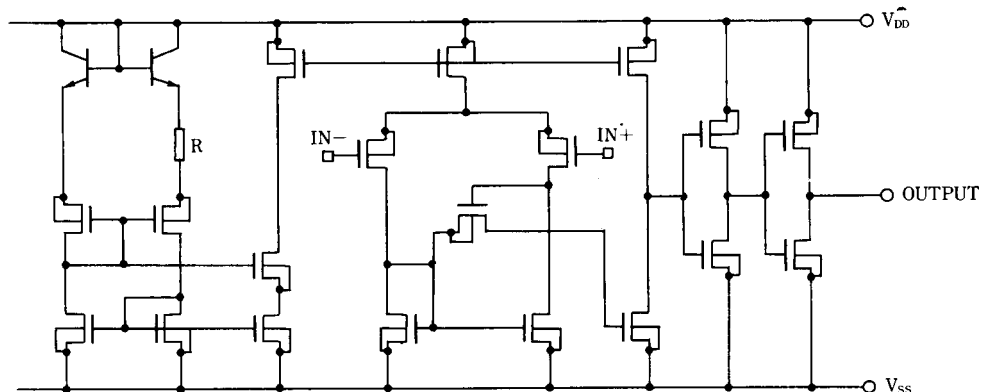 V_DD
IN−
IN+
R
OUTPUT
V_SS